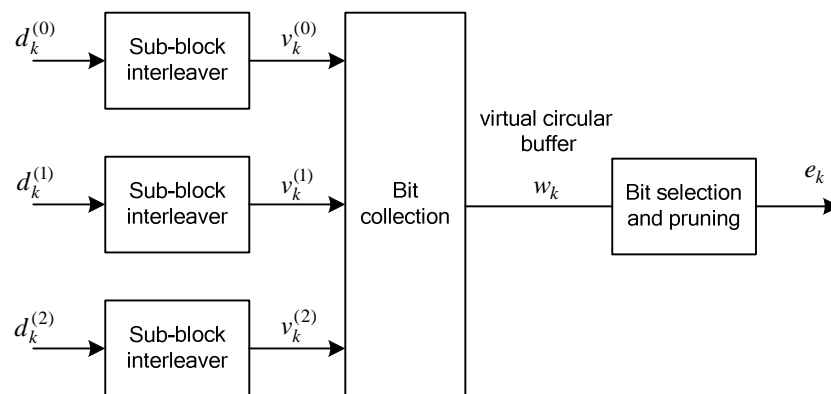 d_k^{(0)}
Sub-block
interleaver
v_k^{(0)}
virtual circular
buffer
d_k^{(1)}
Sub-block
interleaver
v_k^{(1)}
Bit
collection
w_k
Bit selection
and pruning
e_k
d_k^{(2)}
Sub-block
interleaver
v_k^{(2)}